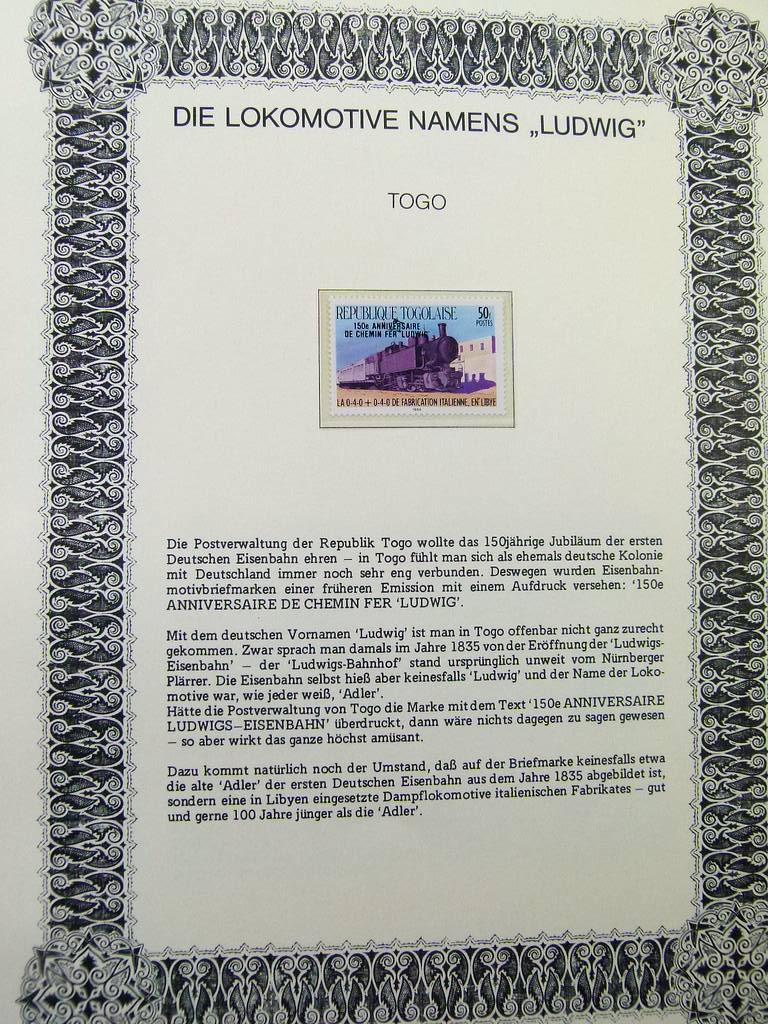 DIE LOKOMOTIVE NAMENS „LUDWIG”
TOGO
REPUBLIQUE TOGOLAISE 50F
POSTES
150e ANNIVERSAIRE
DE CHEMIN FER "LUDWIG"
LA 0-4-0 + 0-4-0 DE FABRICATION ITALIENNE, EN LIBYE
Die Postverwaltung der Republik Togo wollte das 150jährige Jubiläum der ersten
Deutschen Eisenbahn ehren – in Togo fühlt man sich als ehemals deutsche Kolonie
mit Deutschland immer noch sehr eng verbunden. Deswegen wurden Eisenbahn-
motivbriefmarken einer früheren Emission mit einem Aufdruck versehen: ‘150e
ANNIVERSAIRE DE CHEMIN FER ‘LUDWIG’.
Mit dem deutschen Vornamen ‘Ludwig’ ist man in Togo offenbar nicht ganz zurecht
gekommen. Zwar sprach man damals im Jahre 1835 von der Eröffnung der ‘Ludwigs-
Eisenbahn’ – der ‘Ludwigs-Bahnhof’ stand ursprünglich unweit vom Nürnberger
Plärrer. Die Eisenbahn selbst hieß aber keinesfalls ‘Ludwig’ und der Name der Loko-
motive war, wie jeder weiß, ‘Adler’.
Hätte die Postverwaltung von Togo die Marke mit dem Text ‘150e ANNIVERSAIRE
LUDWIGS–EISENBAHN’ überdruckt, dann wäre nichts dagegen zu sagen gewesen
– so aber wirkt das ganze höchst amüsant.
Dazu kommt natürlich noch der Umstand, daß auf der Briefmarke keinesfalls etwa
die alte ‘Adler’ der ersten Deutschen Eisenbahn aus dem Jahre 1835 abgebildet ist,
sondern eine in Libyen eingesetzte Dampflokomotive italienischen Fabrikates – gut
und gerne 100 Jahre jünger als die ‘Adler’.